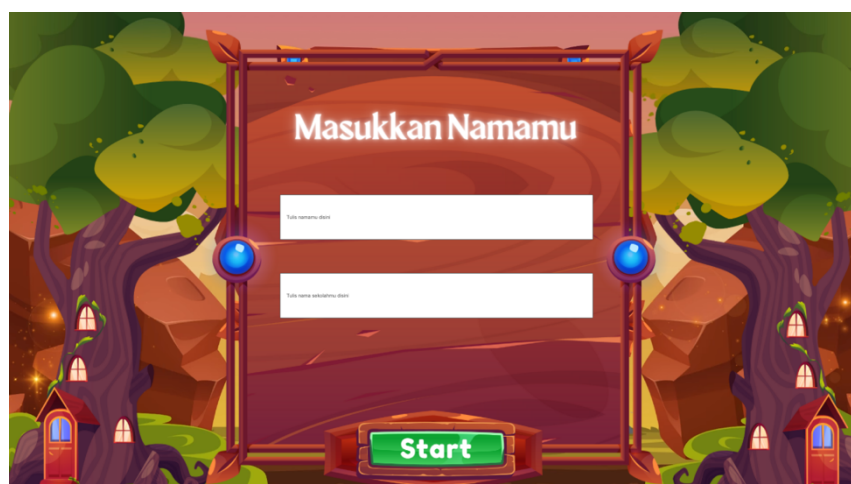 Masukkan Namamu
Tulis namamu disini
Tulis nama sekolahmu disini
Start